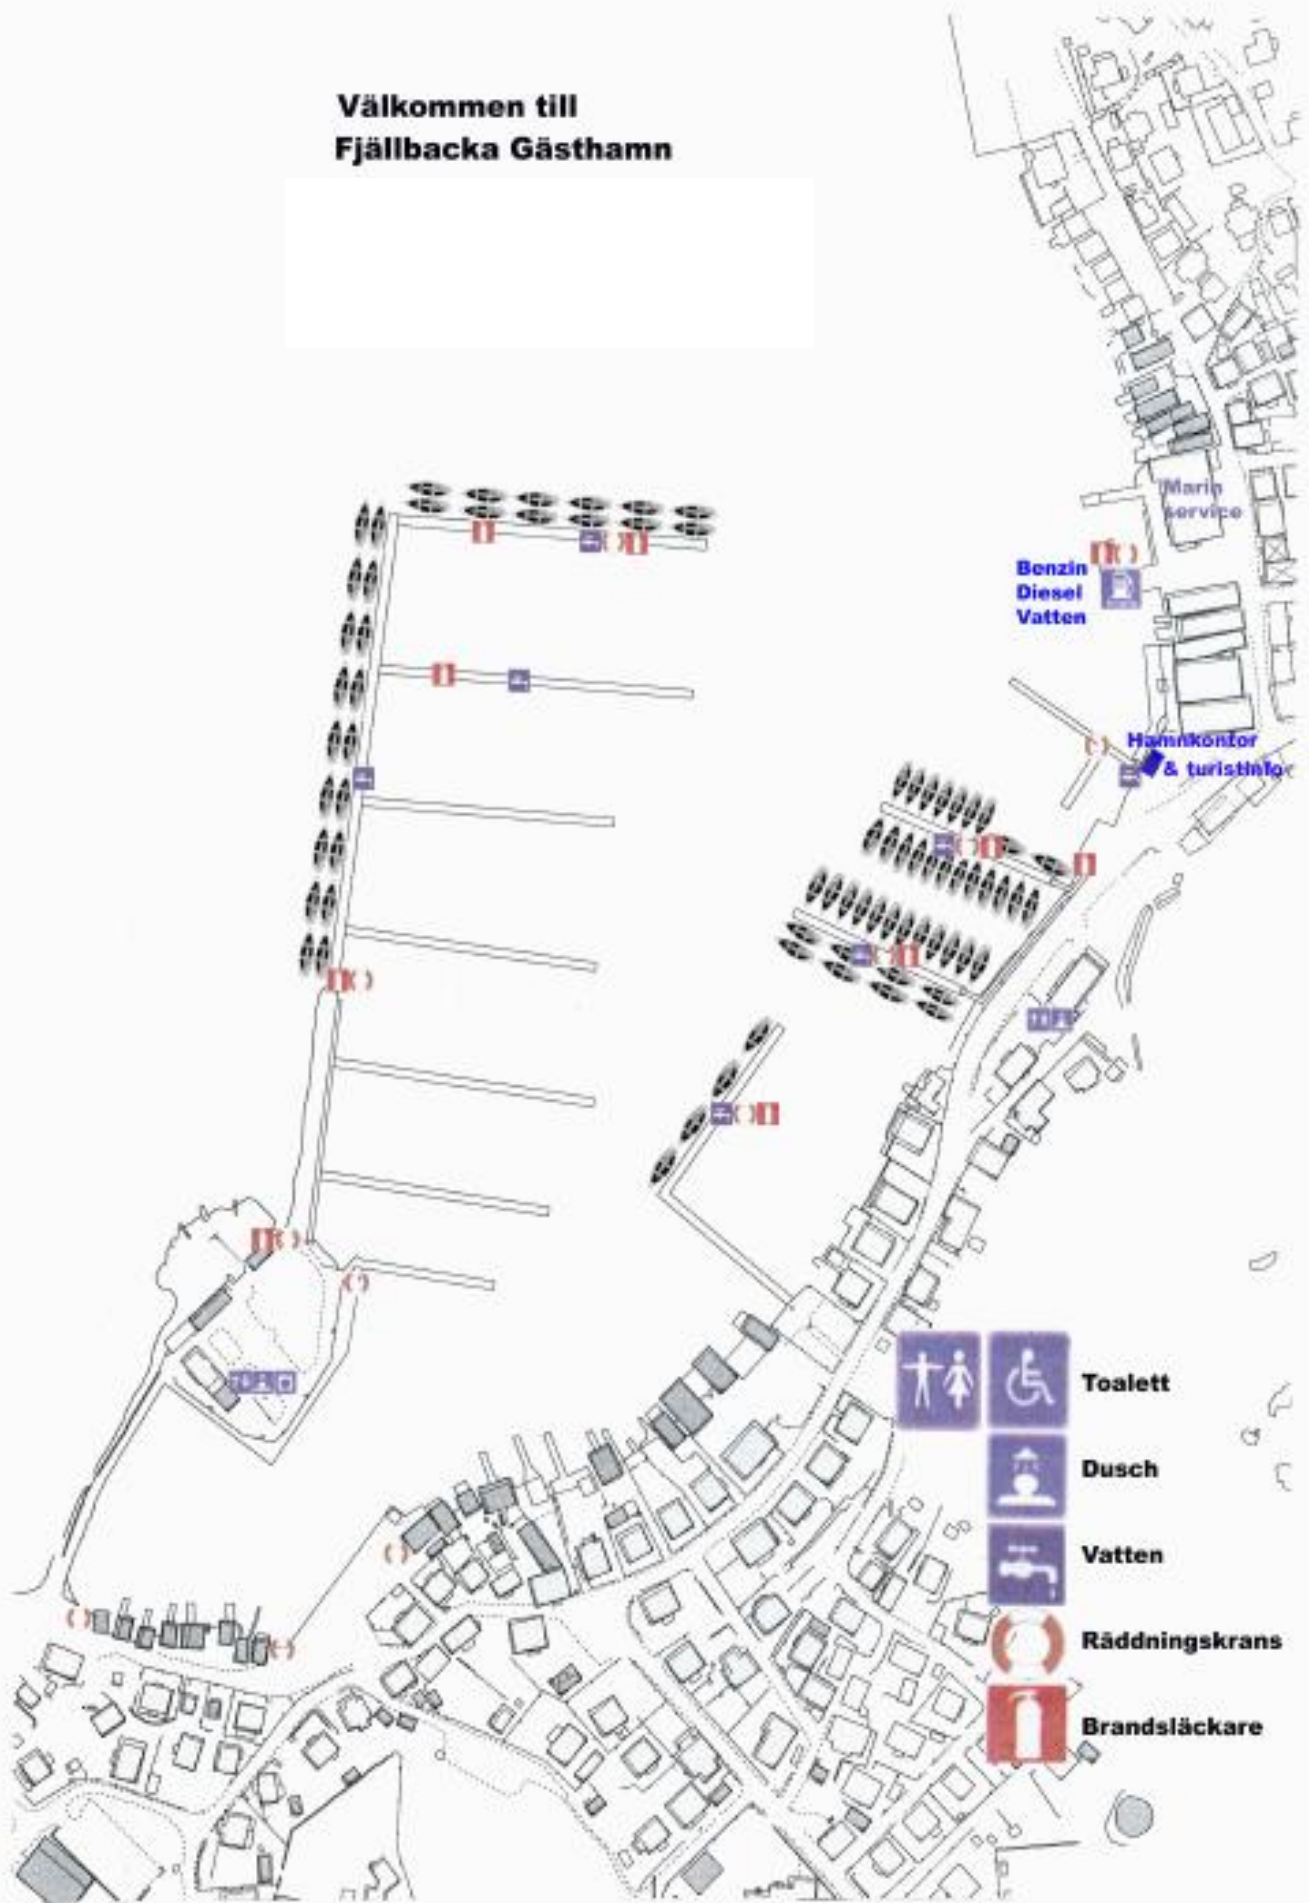 Välkommen till
Fjällbacka Gästhamn
Marin
service
Benzin
Diesel
Vatten
Hamnkontor
& turistinfo
Toalett
Dusch
Vatten
Räddningskrans
Brandsläckare